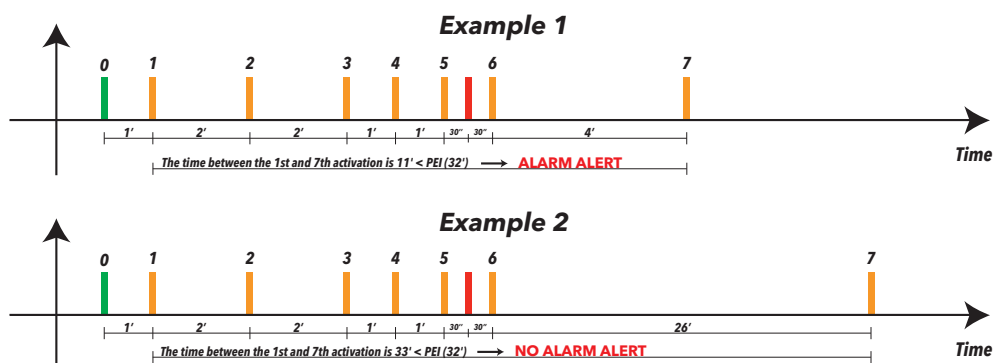 Example 1
0 1 2 3 4 5 6 7
1' 2' 2' 1' 1' 30" 30" 4'
The time between the 1st and 7th activation is 11' < PEI (32') ALARM ALERT
Time
Example 2
0 1 2 3 4 5 6 7
1' 2' 2' 1' 1' 30" 30" 26'
The time between the 1st and 7th activation is 33' < PEI (32') NO ALARM ALERT
Time